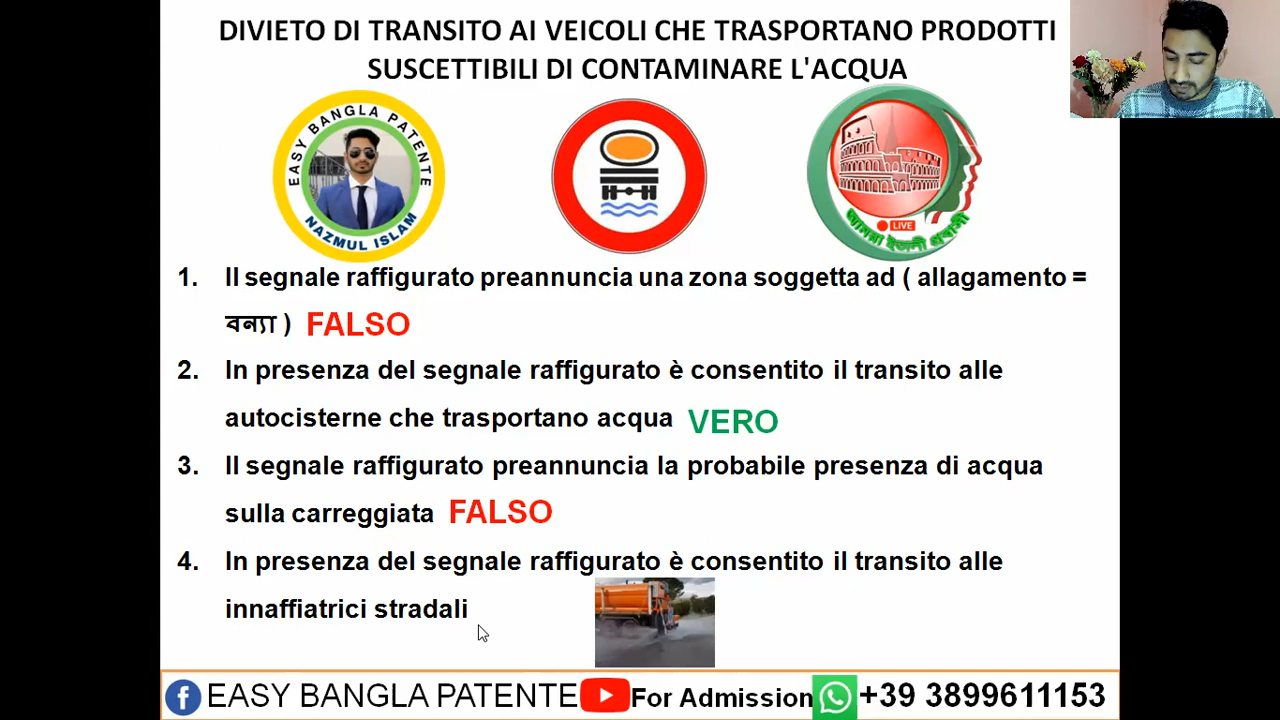 DIVIETO DI TRANSITO AI VEICOLI CHE TRASPORTANO PRODOTTI
SUSCETTIBILI DI CONTAMINARE L'ACQUA
EASY BANGLA PATENTE
NAZMUL ISLAM
LIVE
আমরা ইতালী প্রবাসী
1. Il segnale raffigurato preannuncia una zona soggetta ad ( allagamento =
বন্যা ) FALSO
2. In presenza del segnale raffigurato è consentito il transito alle
autocisterne che trasportano acqua VERO
3. Il segnale raffigurato preannuncia la probabile presenza di acqua
sulla carreggiata FALSO
4. In presenza del segnale raffigurato è consentito il transito alle
innaffiatrici stradali
EASY BANGLA PATENTE For Admission +39 3899611153